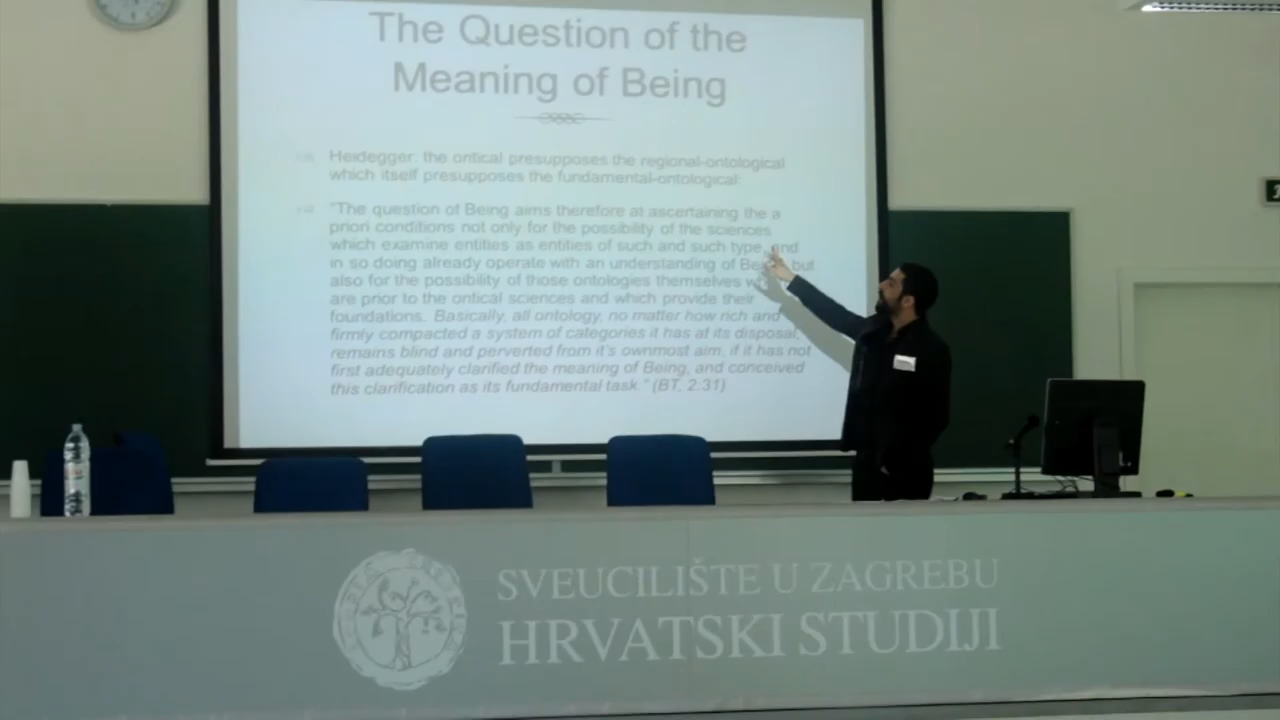 The Question of the
Meaning of Being
Heidegger: the ontical presupposes the regional-ontological
which itself presupposes the fundamental-ontological:
"The question of Being aims therefore at ascertaining the a
priori conditions not only for the possibility of the sciences
which examine entities as entities of such and such type, and
in so doing already operate with an understanding of but
also for the possibility of those ontologies themselves
are prior to the ontical sciences and which provide their
foundations. Basically, all ontology, no matter how rich and
firmly compacted a system of categories it has at its disposal,
remains blind and perverted from it's ownmost aim, if it has not
first adequately clarified the meaning of Being, and conceived
this clarification as its fundamental task." (BT, 2:31)
SVEUCILIŠTE U ZAGREBU
HRVATSKI STUDIJI